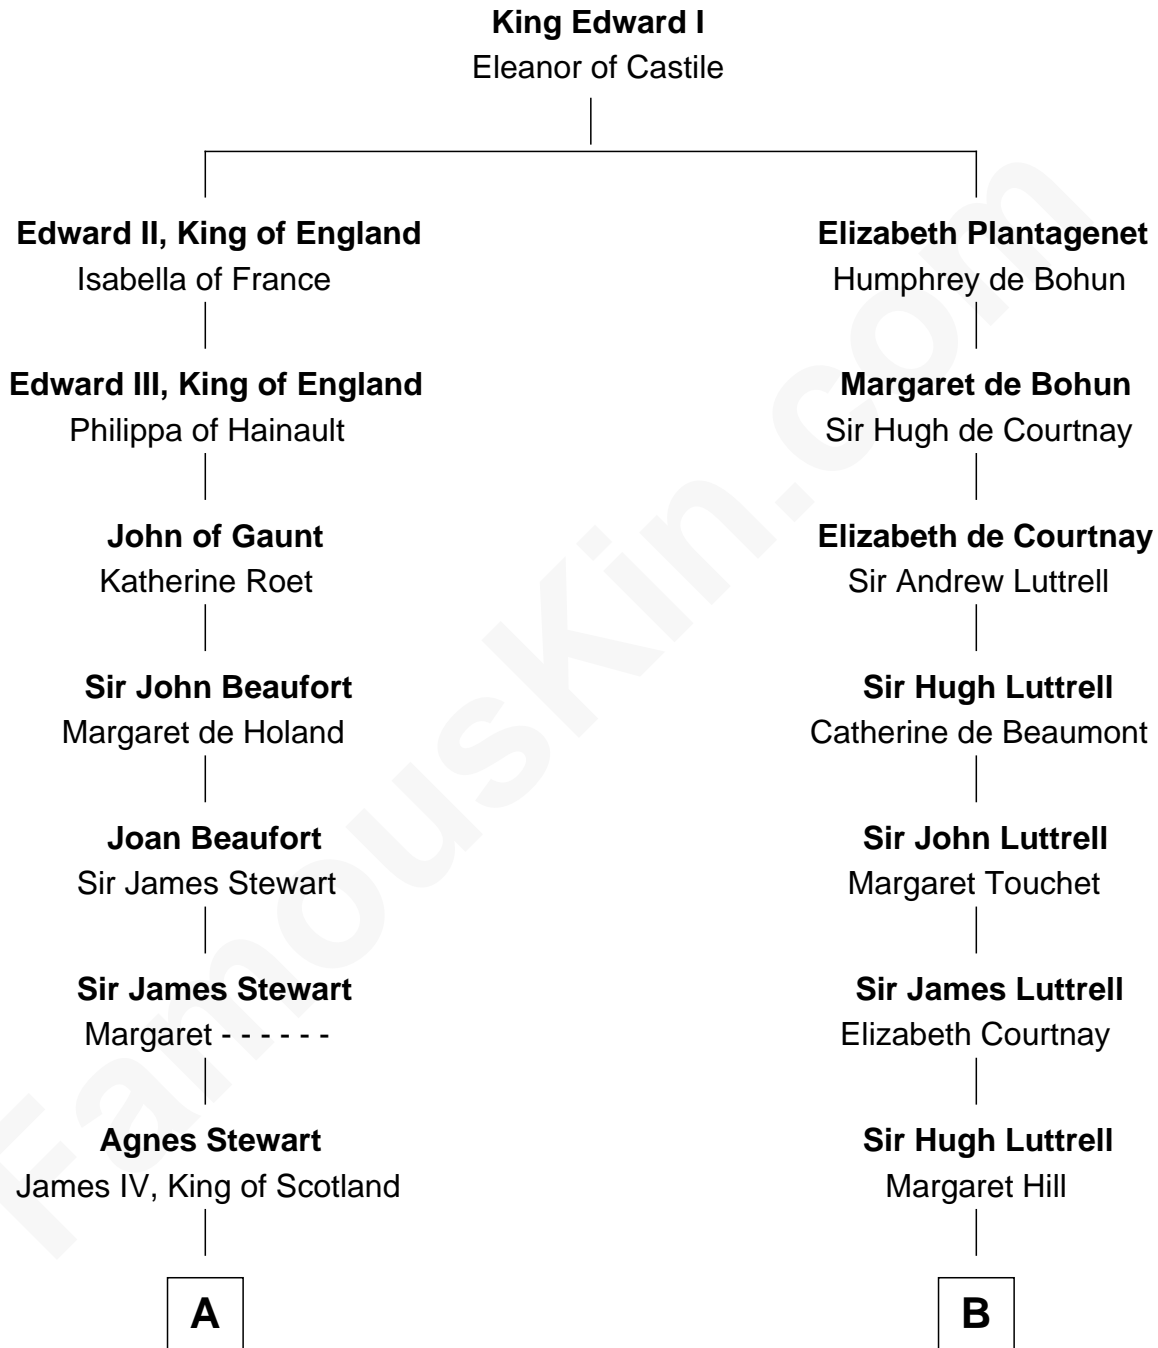 King Edward I
Eleanor of Castile
Edward II, King of England
Isabella of France
Elizabeth Plantagenet
Humphrey de Bohun
Edward III, King of England
Philippa of Hainault
Margaret de Bohun
Sir Hugh de Courtnay
John of Gaunt
Katherine Roet
Elizabeth de Courtnay
Sir Andrew Luttrell
Sir John Beaufort
Margaret de Holand
Sir Hugh Luttrell
Catherine de Beaumont
Joan Beaufort
Sir James Stewart
Sir John Luttrell
Margaret Touchet
Sir James Stewart
Margaret - - - - - -
Sir James Luttrell
Elizabeth Courtnay
Agnes Stewart
James IV, King of Scotland
Sir Hugh Luttrell
Margaret Hill
A
B
FamousKin.com